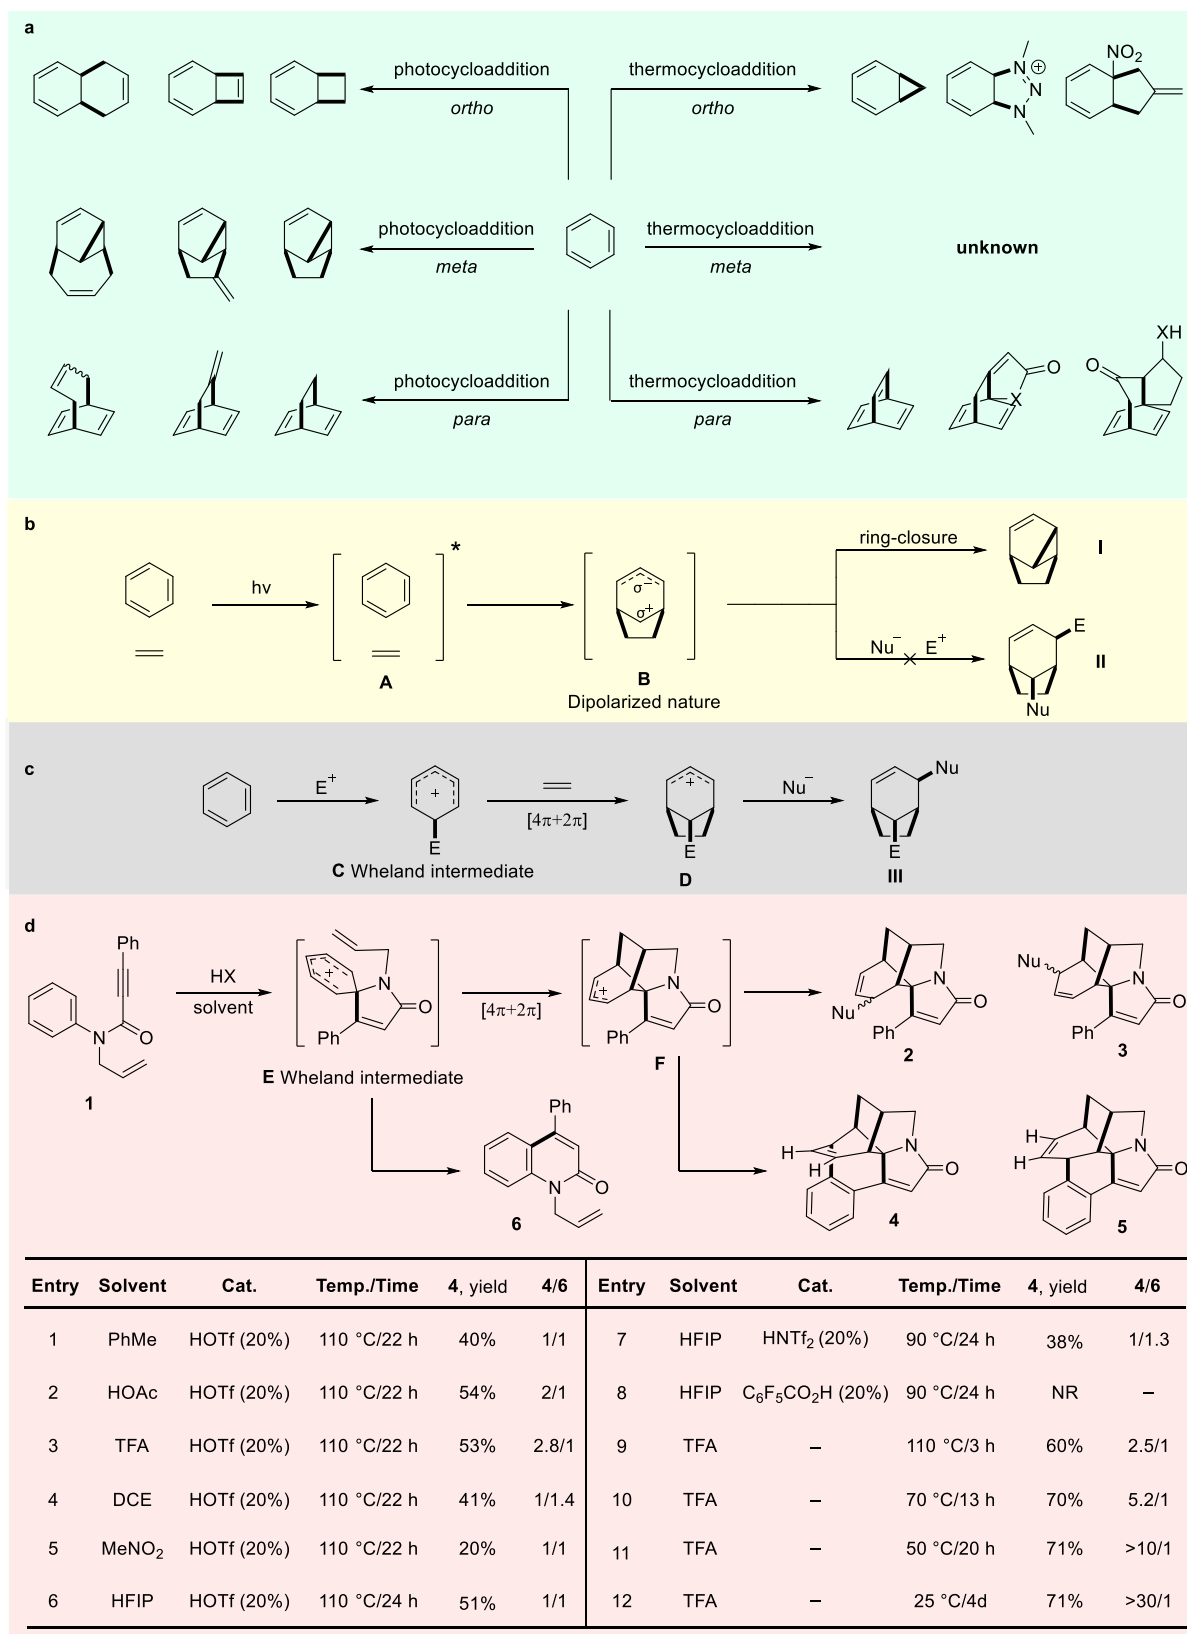 a
photocycloaddition
ortho
thermocycloaddition
ortho
N
⊕
N
N
NO2
photocycloaddition
meta
thermocycloaddition
meta
unknown
photocycloaddition
para
thermocycloaddition
para
X
O
O
XH
b
hν
A
*
σ−
σ+
B
Dipolarized nature
ring-closure
I
Nu− E+
E
Nu
II
c
E+
+
E
C Wheland intermediate
[4π+2π]
+
E
D
Nu−
Nu
E
III
d
Ph
N
O
1
HX
solvent
+
N
O
Ph
E Wheland intermediate
[4π+2π]
+
N
O
Ph
F
Nu
N
O
Ph
2
Nu
N
O
Ph
3
Ph
N
O
6
H
H
N
O
4
H
H
N
O
5
Entry Solvent Cat. Temp./Time 4, yield 4/6 Entry Solvent Cat. Temp./Time 4, yield 4/6
1 PhMe HOTf (20%) 110 °C/22 h 40% 1/1 7 HFIP HNTf2 (20%) 90 °C/24 h 38% 1/1.3
2 HOAc HOTf (20%) 110 °C/22 h 54% 2/1 8 HFIP C6F5CO2H (20%) 90 °C/24 h NR –
3 TFA HOTf (20%) 110 °C/22 h 53% 2.8/1 9 TFA – 110 °C/3 h 60% 2.5/1
4 DCE HOTf (20%) 110 °C/22 h 41% 1/1.4 10 TFA – 70 °C/13 h 70% 5.2/1
5 MeNO2 HOTf (20%) 110 °C/22 h 20% 1/1 11 TFA – 50 °C/20 h 71% >10/1
6 HFIP HOTf (20%) 110 °C/24 h 51% 1/1 12 TFA – 25 °C/4d 71% >30/1